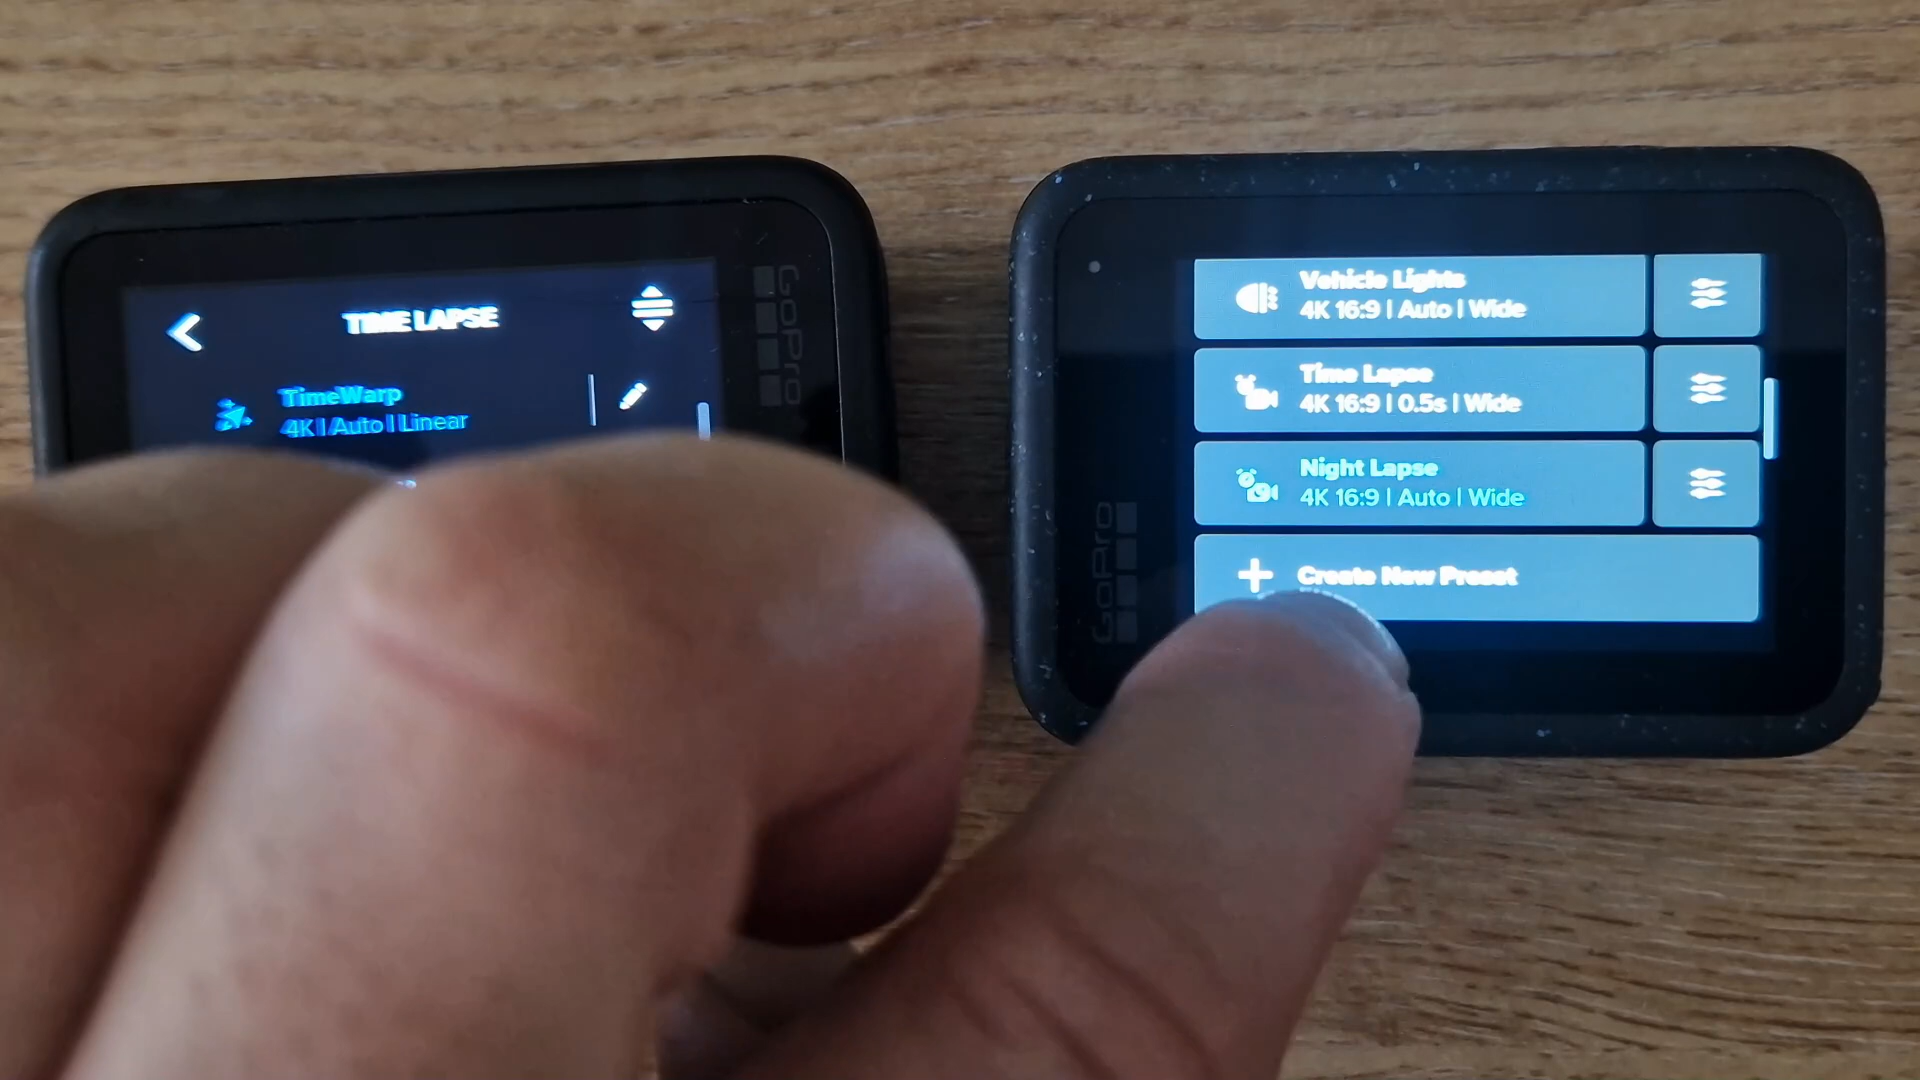 TIME LAPSE
TimeWarp
4K | Auto | Linear
GoPro
Vehicle Lights
4K 16:9 | Auto | Wide
Time Lapse
4K 16:9 | 0.5s | Wide
Night Lapse
4K 16:9 | Auto | Wide
Create New Preset
GoPro